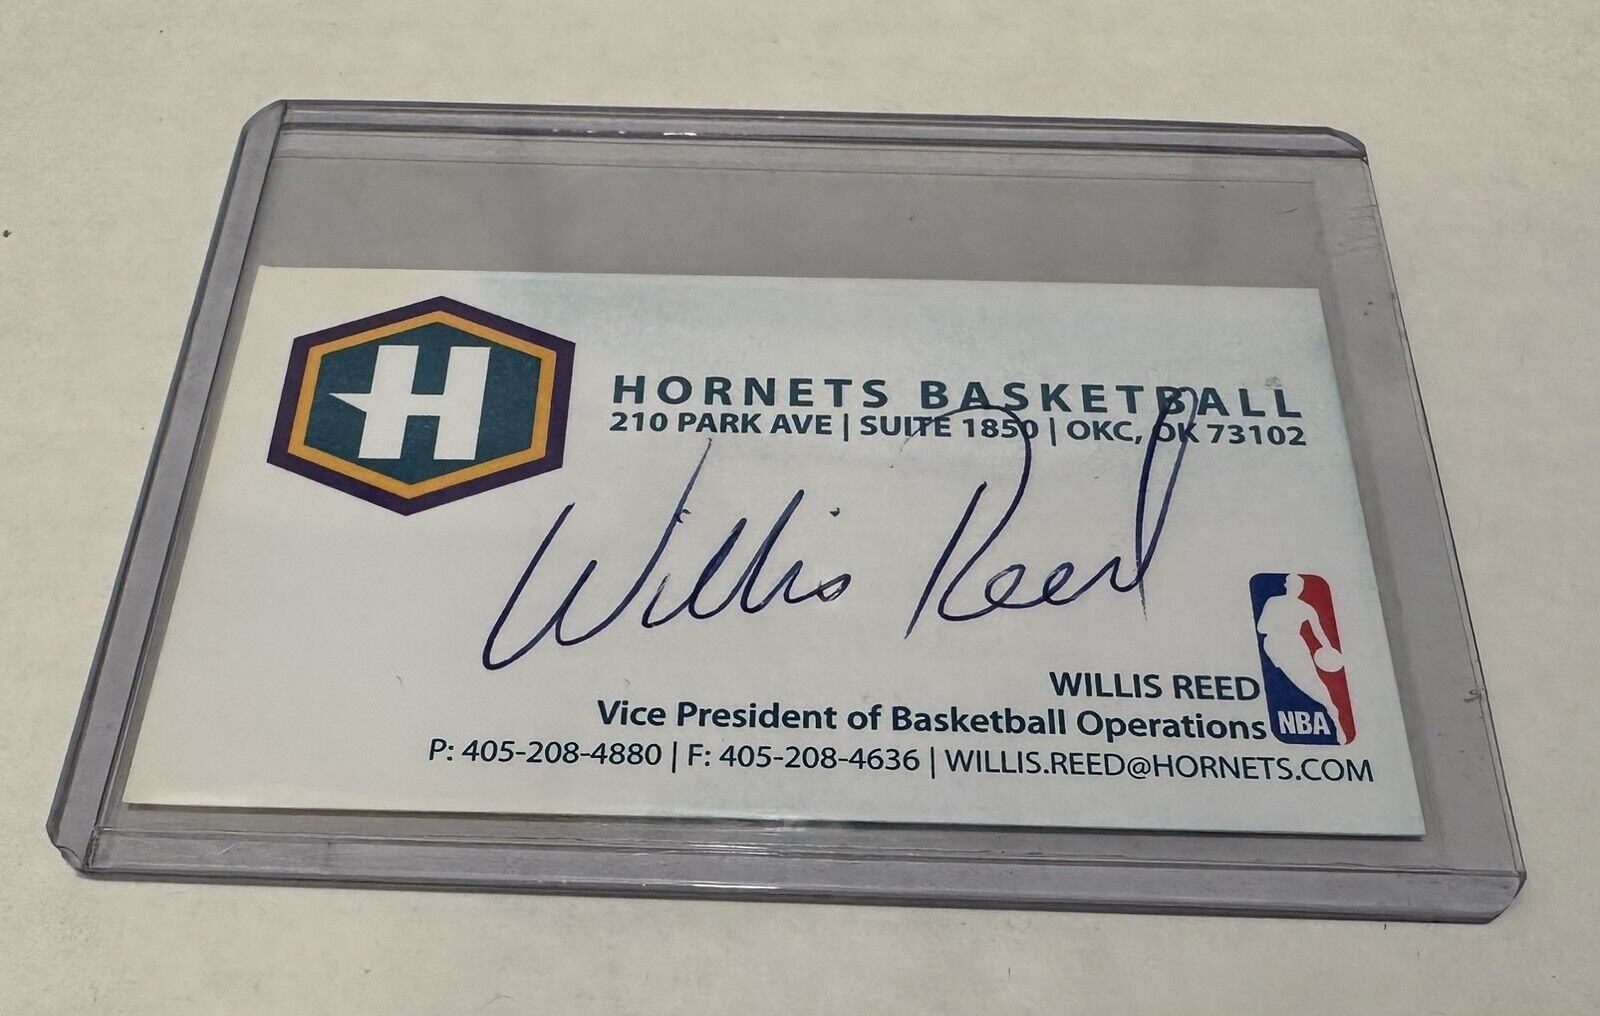 H
HORNETS BASKETBALL
210 PARK AVE | SUITE 1850 | OKC, OK 73102
Willis Reed
WILLIS REED
Vice President of Basketball Operations
NBA
P: 405-208-4880 | F: 405-208-4636 | WILLIS.REED@HORNETS.COM